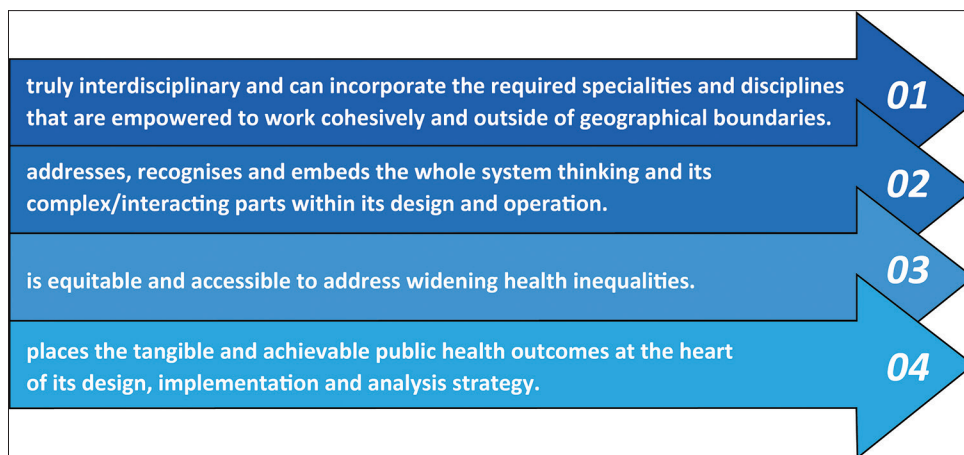 truly interdisciplinary and can incorporate the required specialities and disciplines
that are empowered to work cohesively and outside of geographical boundaries.
01
addresses, recognises and embeds the whole system thinking and its
complex/interacting parts within its design and operation.
02
is equitable and accessible to address widening health inequalities.
03
places the tangible and achievable public health outcomes at the heart
of its design, implementation and analysis strategy.
04